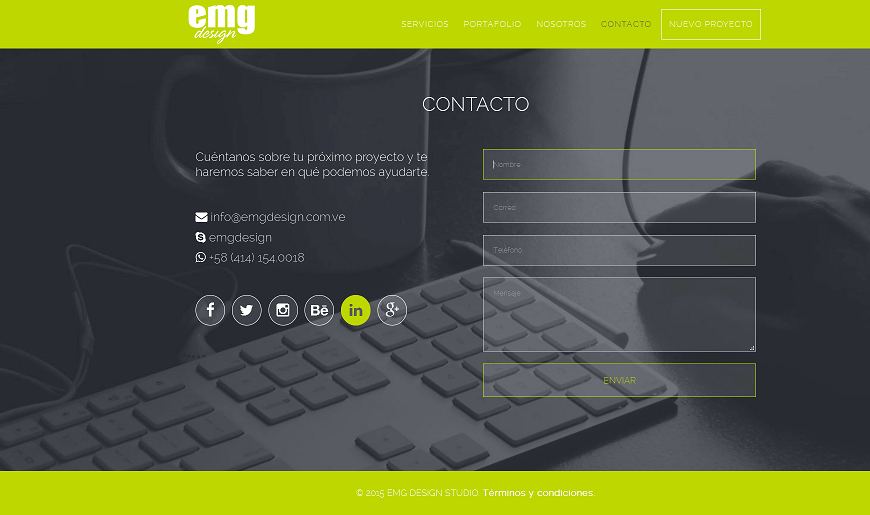 emg
design
SERVICIOS PORTAFOLIO NOSOTROS CONTACTO NUEVO PROYECTO
CONTACTO
Cuéntanos sobre tu próximo proyecto y te
haremos saber en qué podemos ayudarte.
info@emgdesign.com.ve
emgdesign
+58 (414) 154.0018
Bē in g+
Nombre
Correo
Teléfono
Mensaje
ENVIAR
© 2015 EMG DESIGN STUDIO. Términos y condiciones.